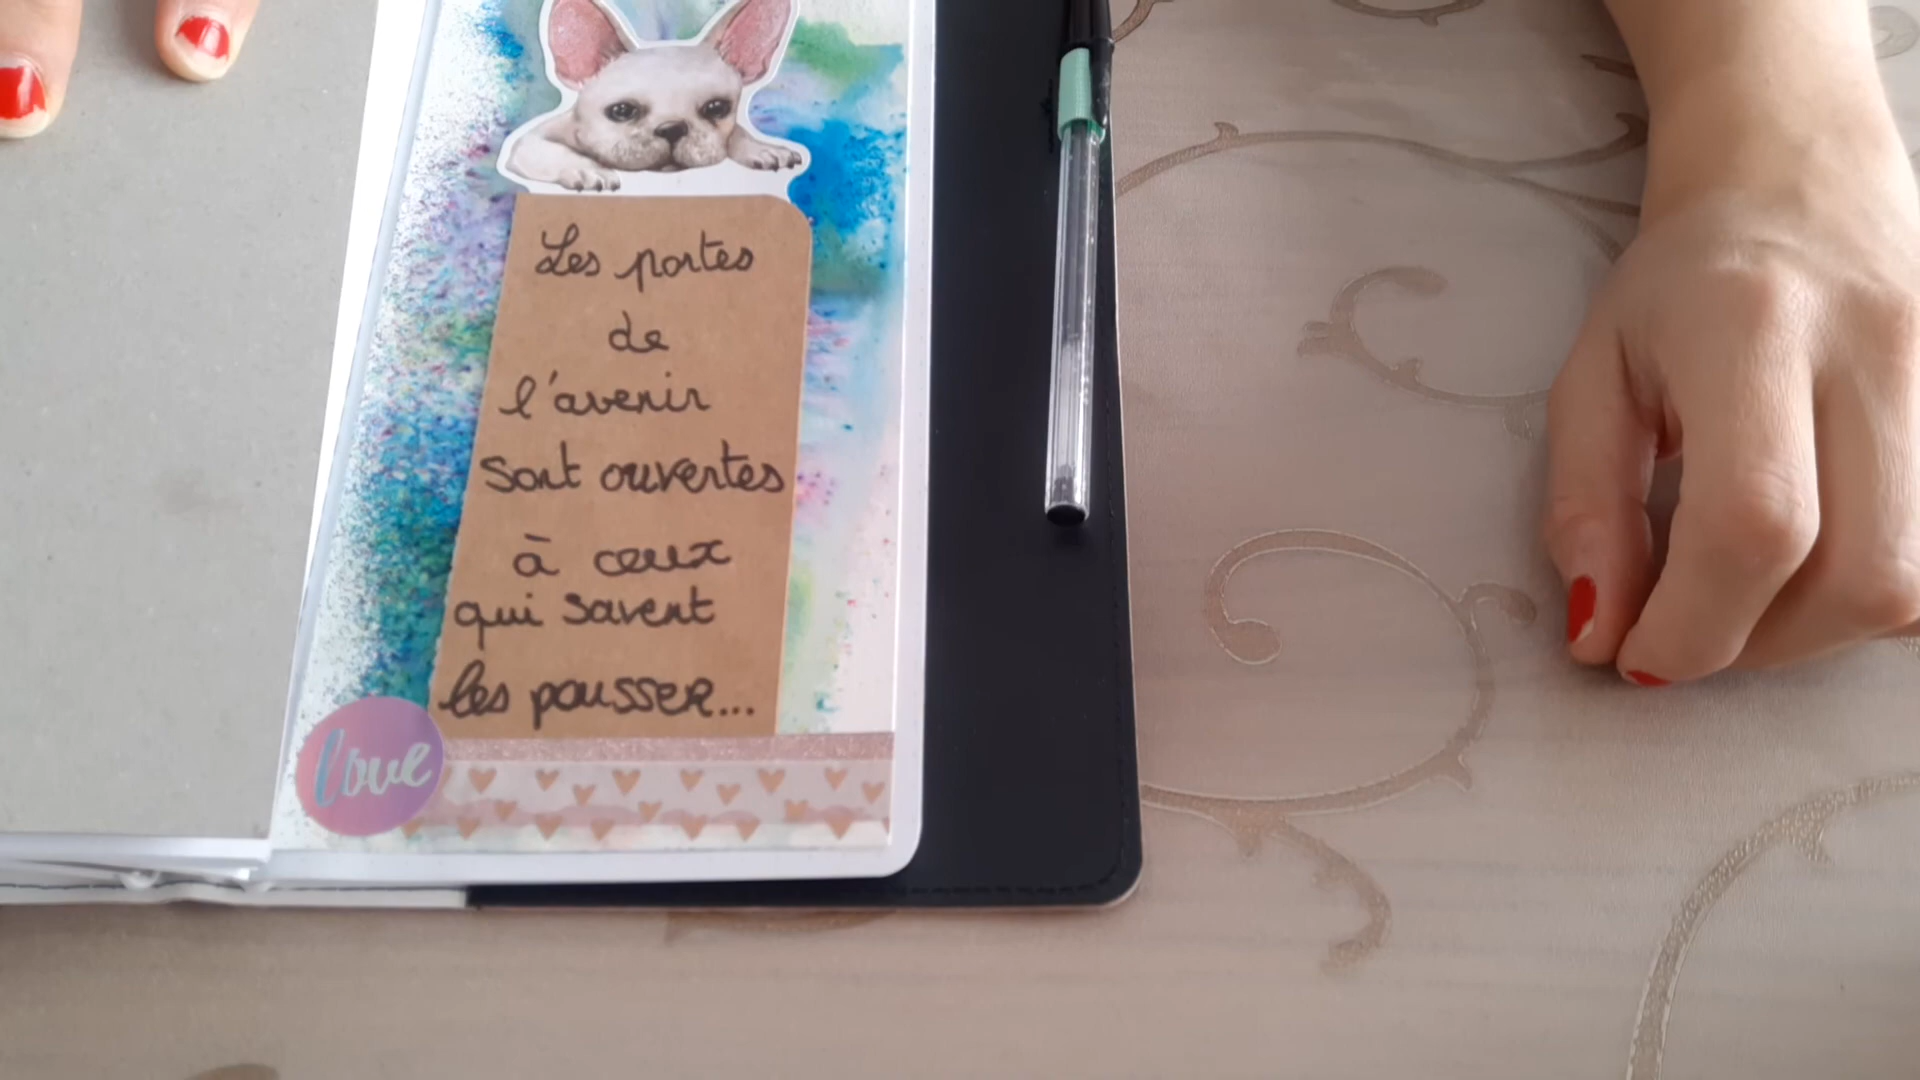 Les portes
de
l'avenir
sont ouvertes
à ceux
qui savent
les pousser...
love